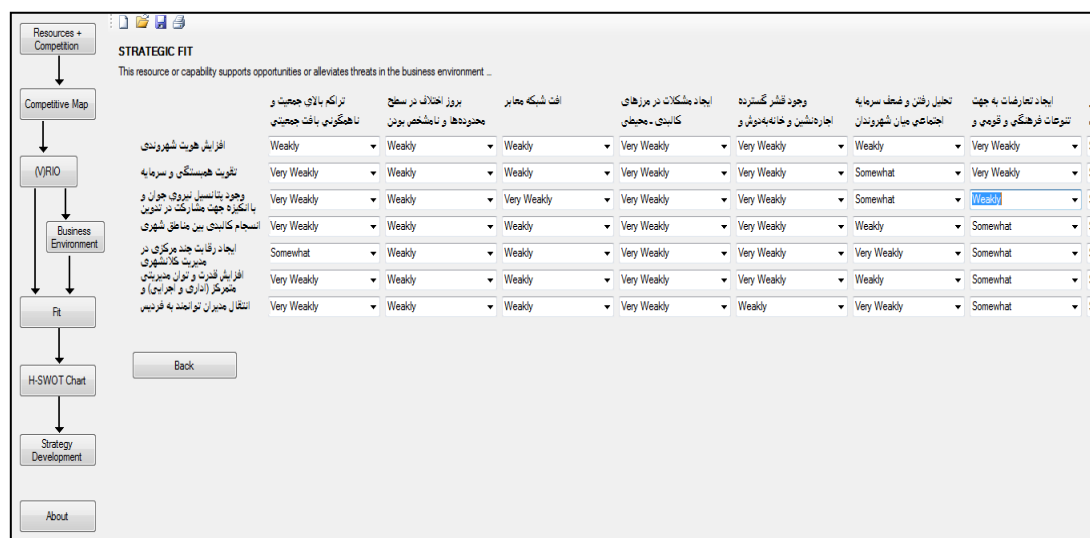 Resources +
Competition
Competitive Map
(V)RIO
Business
Environment
Fit
H-SWOT Chart
Strategy
Development
About
STRATEGIC FIT
This resource or capability supports opportunities or alleviates threats in the business environment ...
تراکم بالای جمعیت و
ناهمگونی بافت جمعیتی
بروز اختلاف در سطح
محدوده‌ها و نامشخص بودن
افت شبکه معابر
ایجاد مشکلات در مرزهای
کالبدی ـ محیطی
وجود قشر گسترده
اجاره‌نشین و خانه‌به‌دوش و
تحلیل رفتن و ضعف سرمایه
اجتماعی میان شهروندان
ایجاد تعارضات به جهت
تنوعات فرهنگی و قومی و
افزایش هویت شهروندی
Weakly Weakly Weakly Very Weakly Very Weakly Weakly Very Weakly
تقویت همبستگی و سرمایه
Very Weakly Weakly Weakly Very Weakly Very Weakly Somewhat Very Weakly
وجود پتانسیل نیروی جوان و
باانگیزه جهت مشارکت در تدوین
Very Weakly Weakly Very Weakly Very Weakly Very Weakly Somewhat Weakly
انسجام کالبدی بین مناطق شهری
Very Weakly Weakly Weakly Very Weakly Very Weakly Weakly Somewhat
ایجاد رقابت چند مرکزی در
مدیریت کلانشهری
Somewhat Weakly Weakly Very Weakly Very Weakly Very Weakly Somewhat
افزایش قدرت و توان مدیریتی
متمرکز (اداری و اجرایی) و
Very Weakly Weakly Weakly Very Weakly Very Weakly Weakly Somewhat
انتقال مدیران توانمند به فردیس
Very Weakly Weakly Weakly Very Weakly Weakly Very Weakly Somewhat
Back